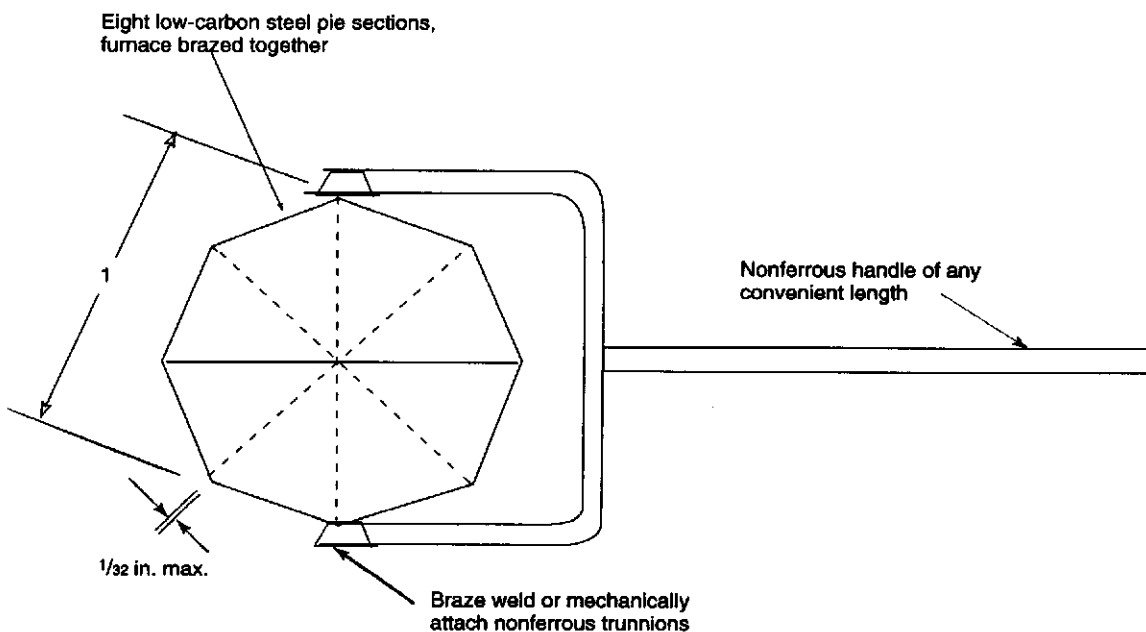 Eight low-carbon steel pie sections,
furnace brazed together
1
Nonferrous handle of any
convenient length
1/32 in. max.
Braze weld or mechanically
attach nonferrous trunnions